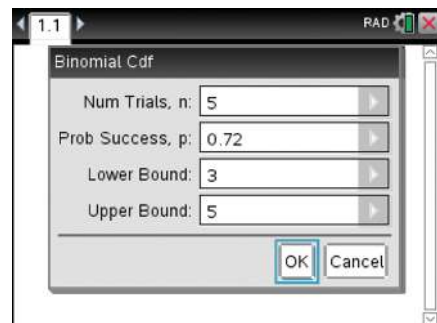 1.1 RAD
Binomial Cdf
Num Trials, n: 5
Prob Success, p: 0.72
Lower Bound: 3
Upper Bound: 5
OK Cancel